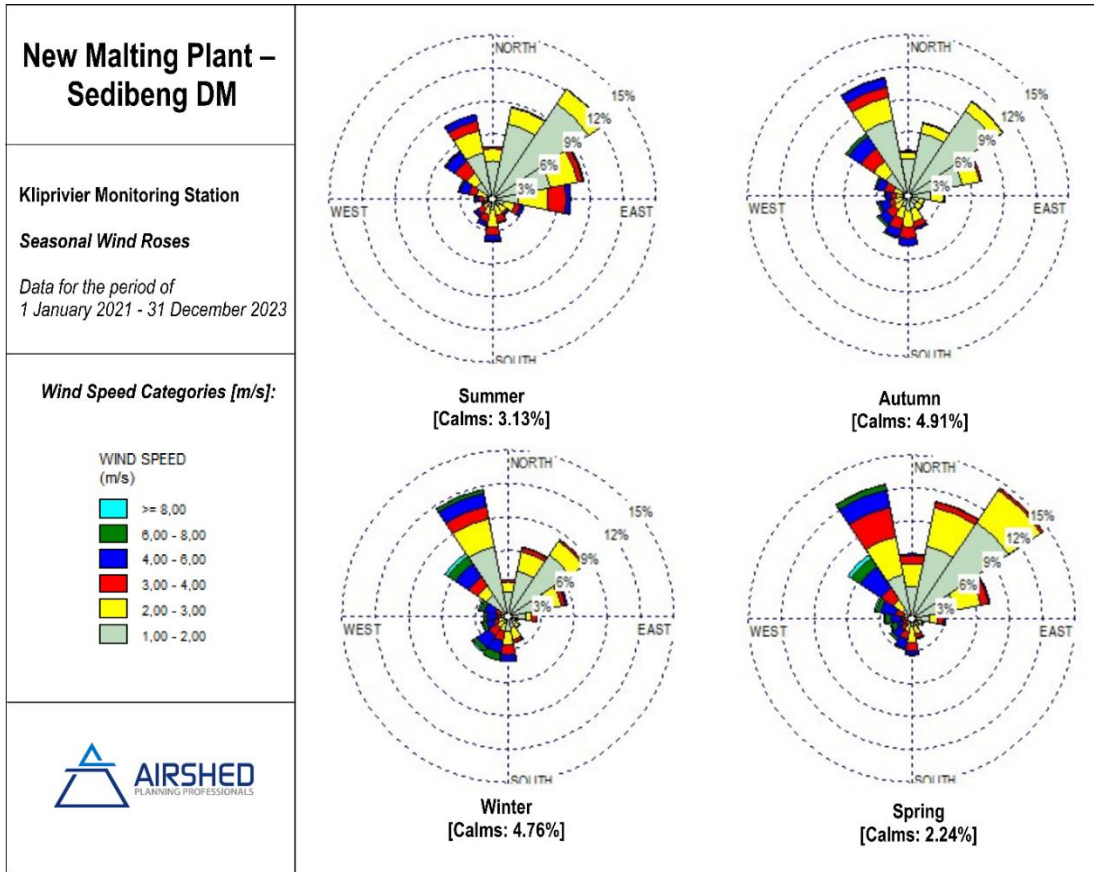 New Malting Plant –
Sedibeng DM
Kliprivier Monitoring Station
Seasonal Wind Roses
Data for the period of
1 January 2021 - 31 December 2023
Wind Speed Categories [m/s]:
WIND SPEED
(m/s)
>= 8,00
6,00 - 8,00
4,00 - 6,00
3,00 - 4,00
2,00 - 3,00
1,00 - 2,00
AIRSHED
PLANNING PROFESSIONALS
NORTH
15%
12%
9%
6%
3%
WEST
EAST
SOUTH
Summer
[Calms: 3.13%]
NORTH
15%
12%
9%
6%
3%
WEST
EAST
SOUTH
Autumn
[Calms: 4.91%]
NORTH
15%
12%
9%
6%
3%
WEST
EAST
SOUTH
Winter
[Calms: 4.76%]
NORTH
15%
12%
9%
6%
3%
WEST
EAST
SOUTH
Spring
[Calms: 2.24%]